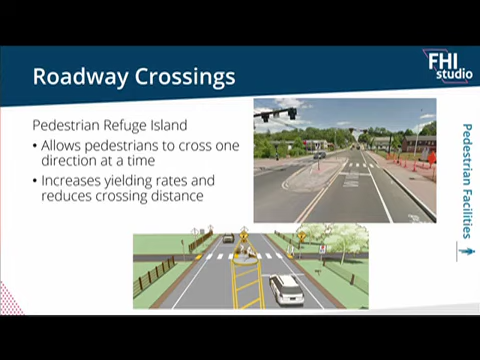 FHI
studio
Roadway Crossings
Pedestrian Refuge Island
• Allows pedestrians to cross one
direction at a time
• Increases yielding rates and
reduces crossing distance
Pedestrian Facilities